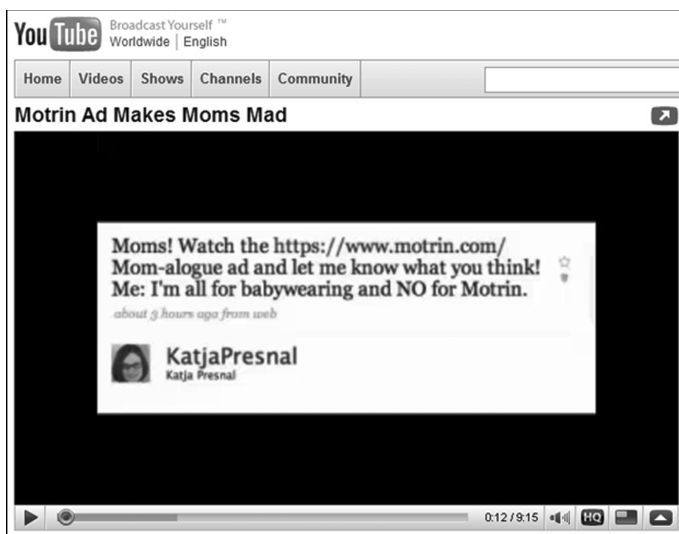 YouTube
Broadcast Yourself ™
Worldwide | English
Home Videos Shows Channels Community
Motrin Ad Makes Moms Mad
Moms! Watch the https://www.motrin.com/
Mom-alogue ad and let me know what you think!
Me: I'm all for babywearing and NO for Motrin.
about 3 hours ago from web
KatjaPresnal
Katja Presnal
0:12 / 9:15 HQ